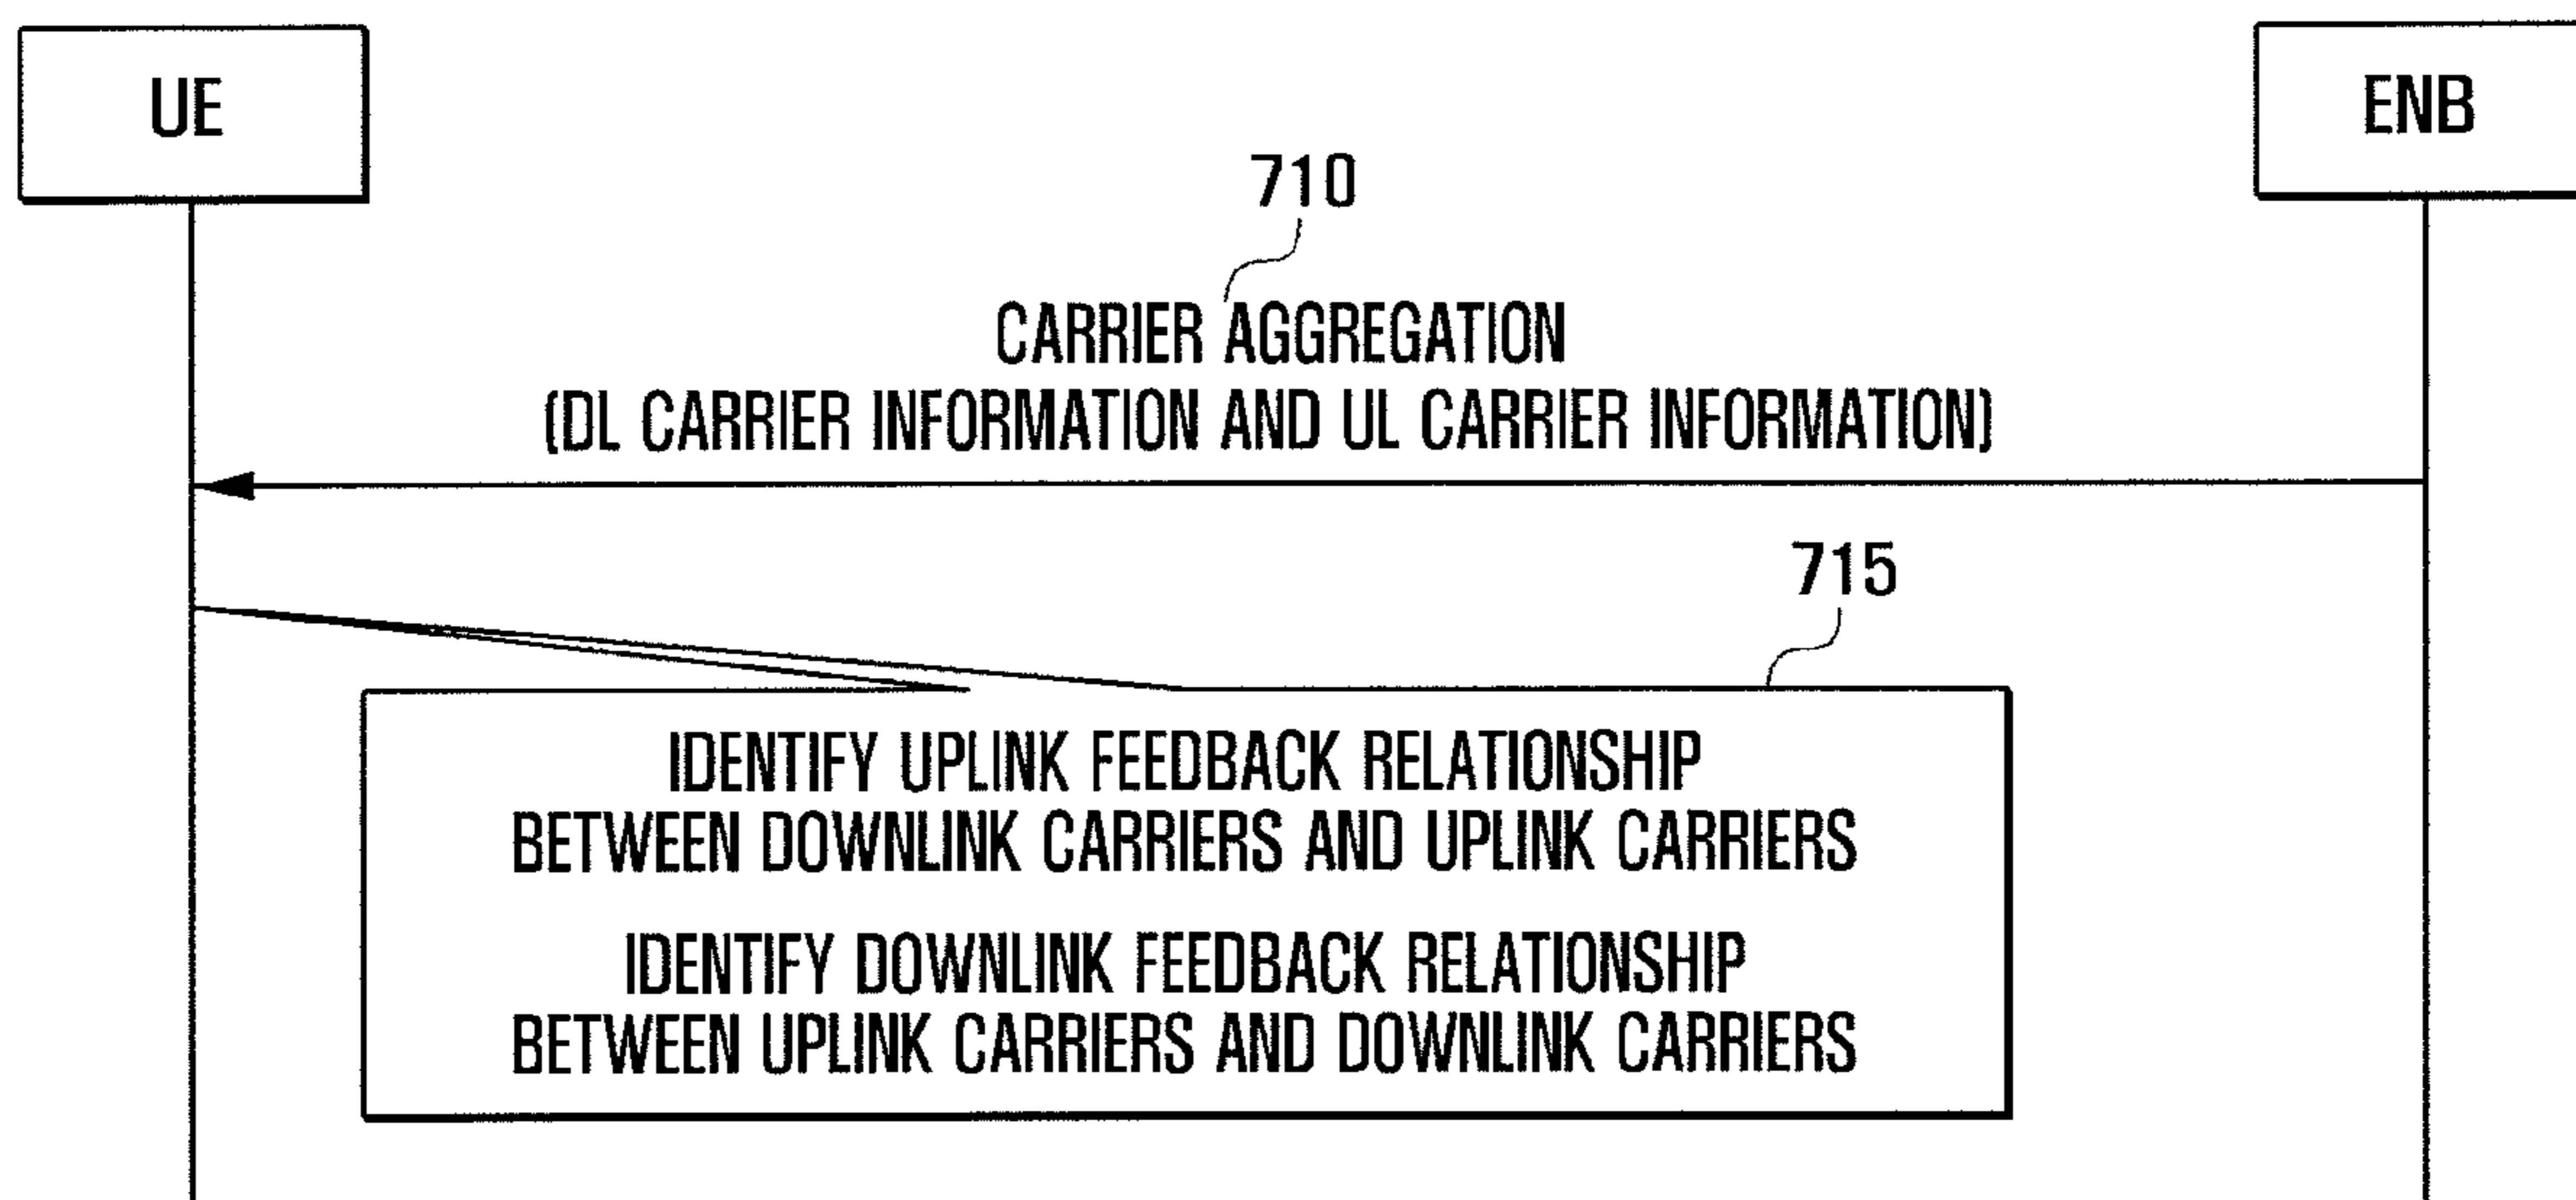 UE
ENB
710
CARRIER AGGREGATION
(DL CARRIER INFORMATION AND UL CARRIER INFORMATION)
715
IDENTIFY UPLINK FEEDBACK RELATIONSHIP
BETWEEN DOWNLINK CARRIERS AND UPLINK CARRIERS
IDENTIFY DOWNLINK FEEDBACK RELATIONSHIP
BETWEEN UPLINK CARRIERS AND DOWNLINK CARRIERS